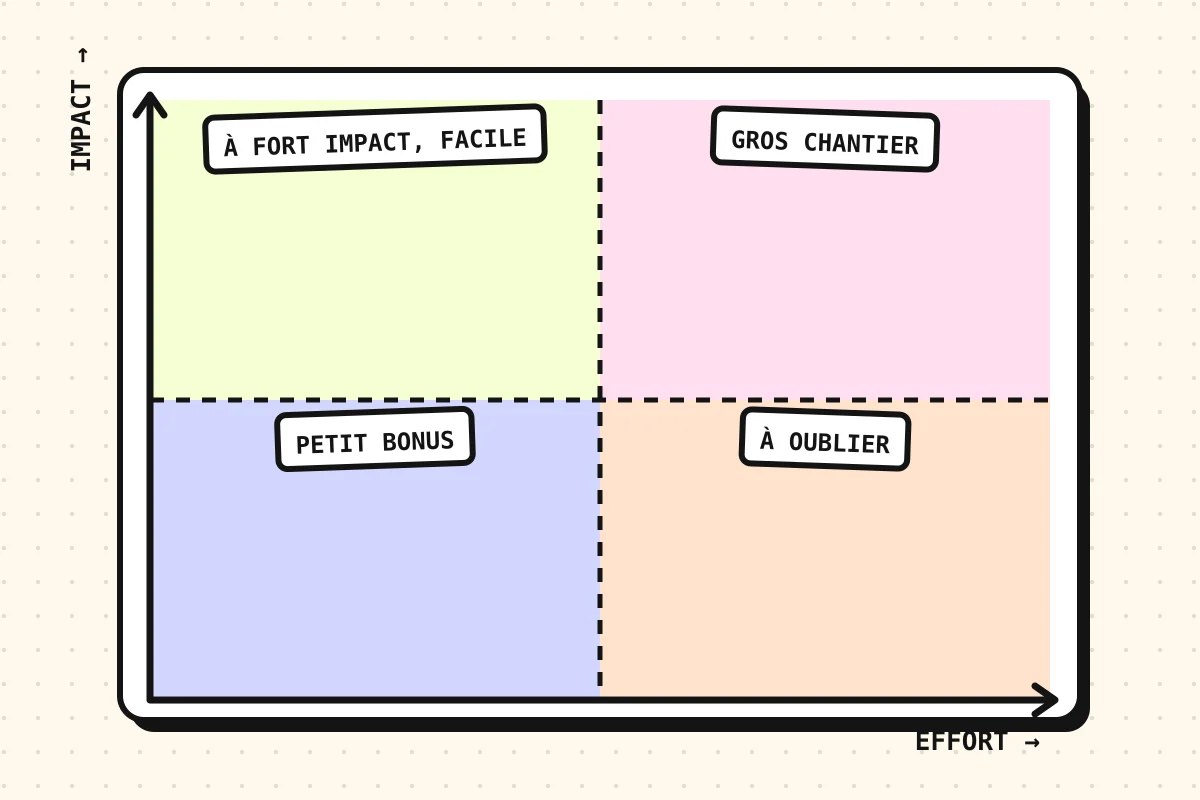 IMPACT →
À FORT IMPACT, FACILE
GROS CHANTIER
PETIT BONUS
À OUBLIER
EFFORT →